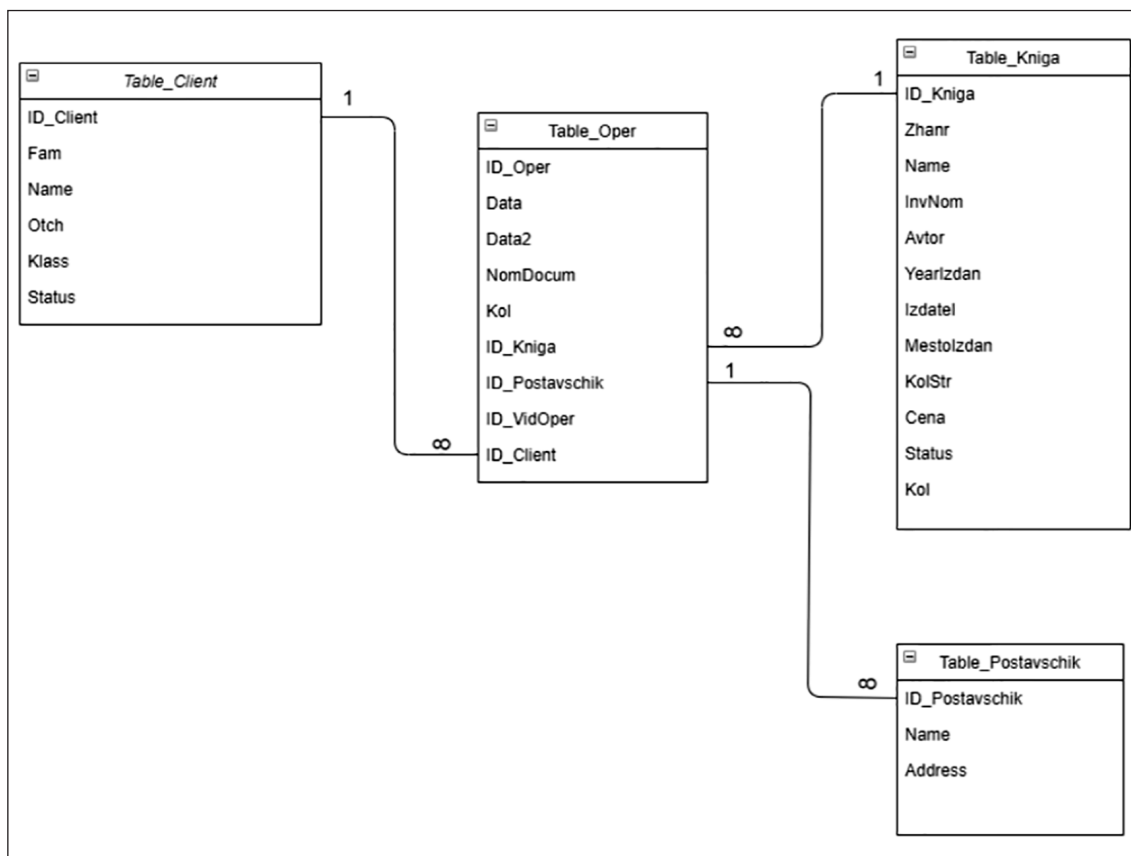 Table_Client
ID_Client
Fam
Name
Otch
Klass
Status
1
∞
Table_Oper
ID_Oper
Data
Data2
NomDocum
Kol
ID_Kniga
ID_Postavschik
ID_VidOper
ID_Client
1
∞
1
∞
Table_Kniga
ID_Kniga
Zhanr
Name
InvNom
Avtor
YearIzdan
Izdatel
MestoIzdan
KolStr
Cena
Status
Kol
Table_Postavschik
ID_Postavschik
Name
Address